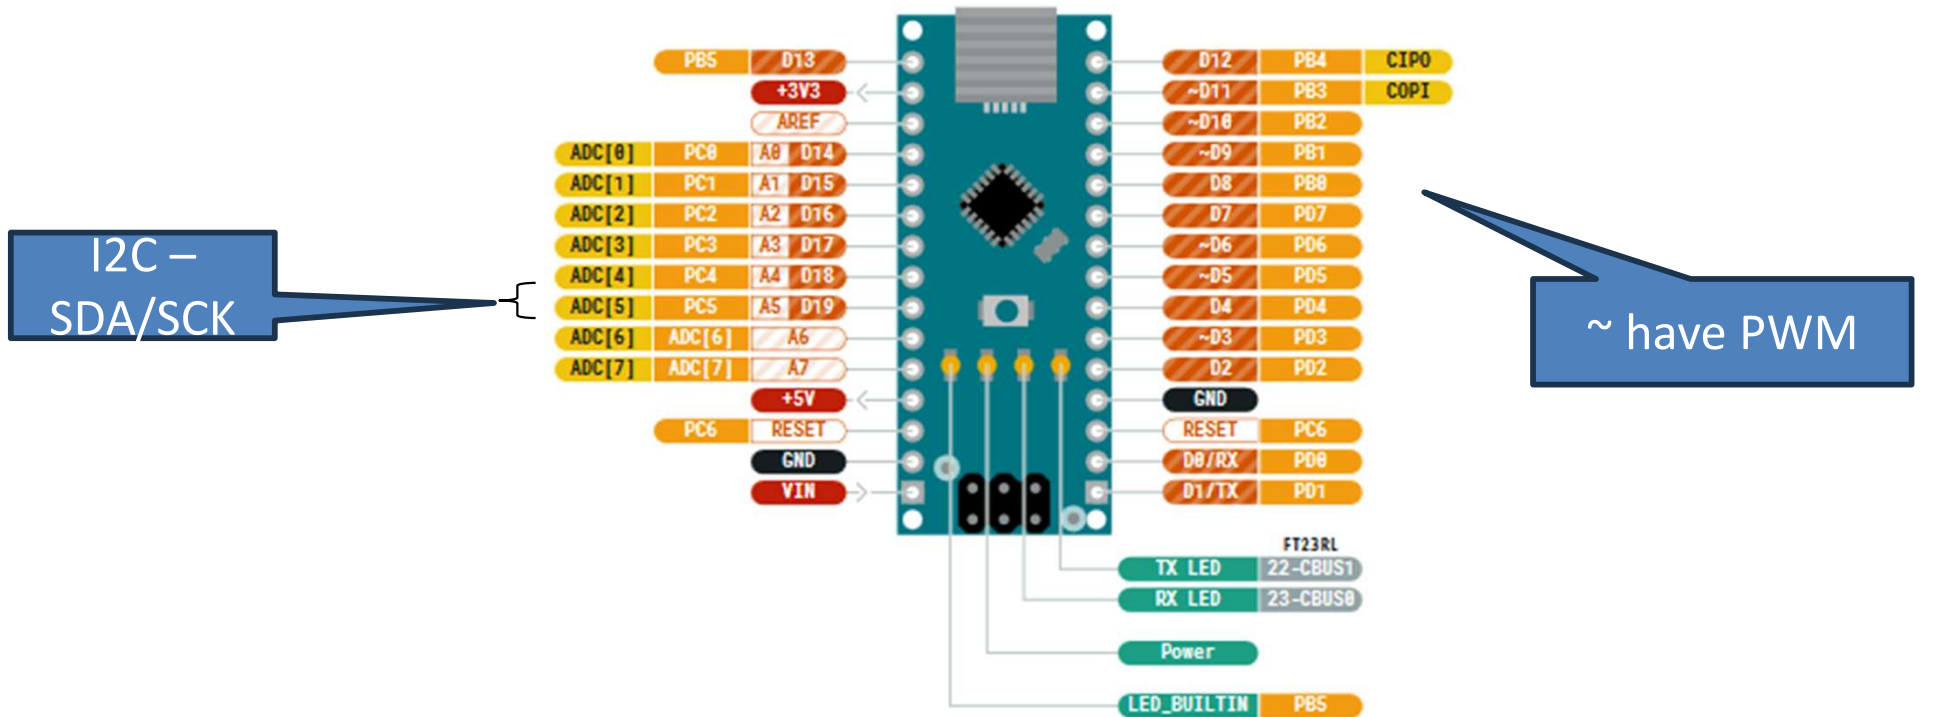 PB5 D13
+3V3
AREF
ADC[0] PC0 A0 D14
ADC[1] PC1 A1 D15
ADC[2] PC2 A2 D16
ADC[3] PC3 A3 D17
ADC[4] PC4 A4 D18
ADC[5] PC5 A5 D19
ADC[6] ADC[6] A6
ADC[7] ADC[7] A7
+5V
PC6 RESET
GND
VIN
I2C –
SDA/SCK
D12 PB4 CIPO
~D11 PB3 COPI
~D10 PB2
~D9 PB1
D8 PB0
D7 PD7
~D6 PD6
~D5 PD5
D4 PD4
~D3 PD3
D2 PD2
GND
RESET PC6
D0/RX PD0
D1/TX PD1
~ have PWM
FT23RL
TX LED 22-CBUS1
RX LED 23-CBUS0
Power
LED_BUILTIN PB5